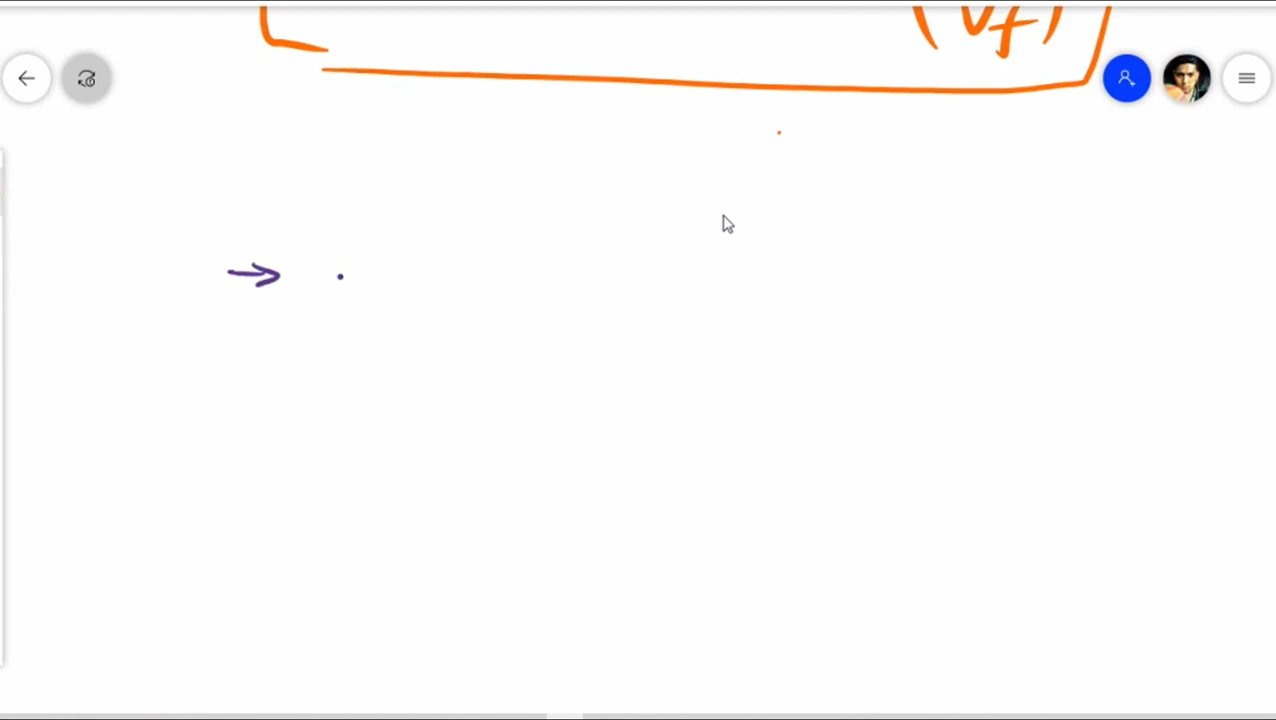 (Vf)
→ .